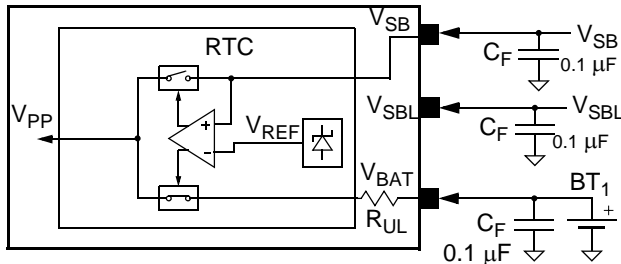 V_SB
V_SB
RTC
C_F
0.1 µF
V_SBL
V_SBL
V_PP
+
V_REF
-
C_F
0.1 µF
V_BAT
BT_1
+
R_UL
C_F
0.1 µF